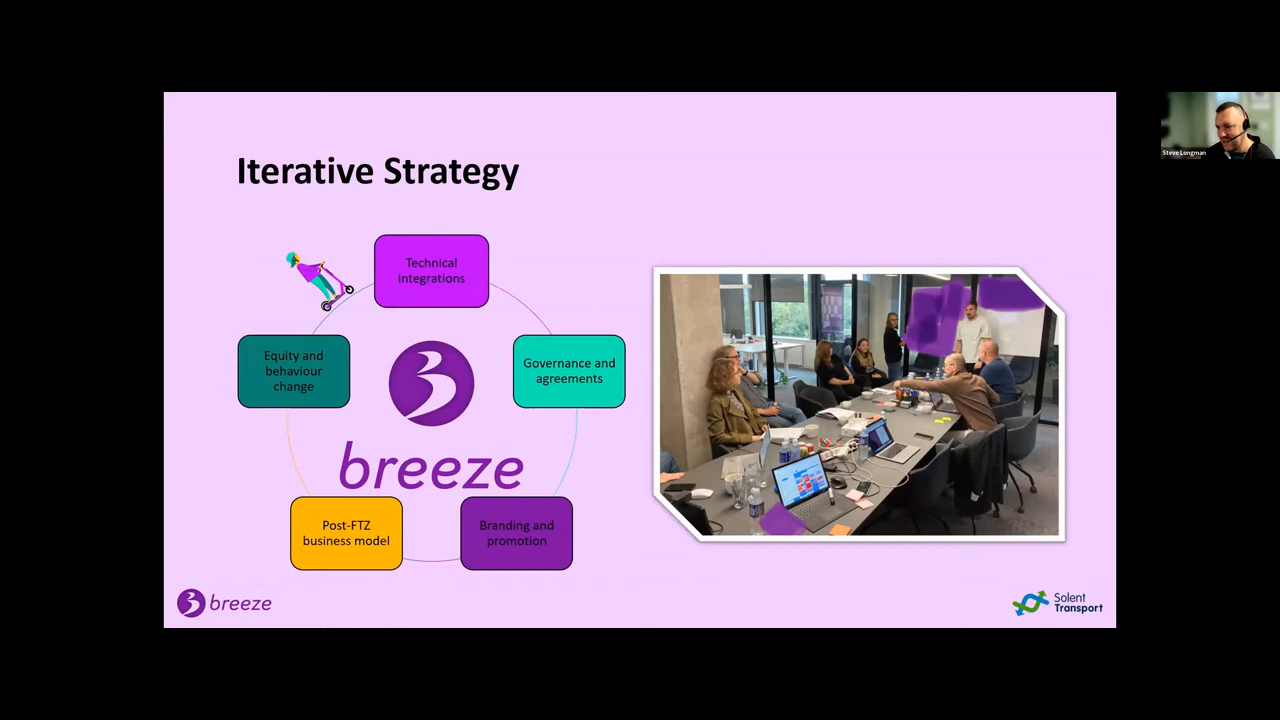 Iterative Strategy
Technical
integrations
Equity and
behaviour
change
Governance and
agreements
breeze
Post-FTZ
business model
Branding and
promotion
breeze
Solent
Transport
Steve Longman